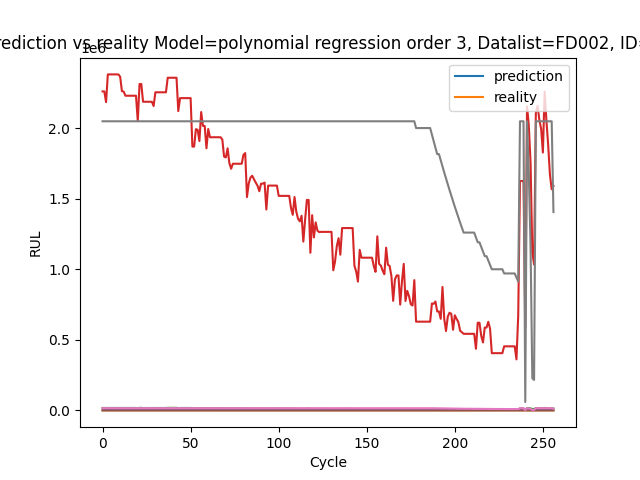 rediction vs reality Model=polynomial regression order 3, Datalist=FD002, ID=
1e6
prediction
reality
2.0
1.5
1.0
0.5
0.0
RUL
0 50 100 150 200 250
Cycle